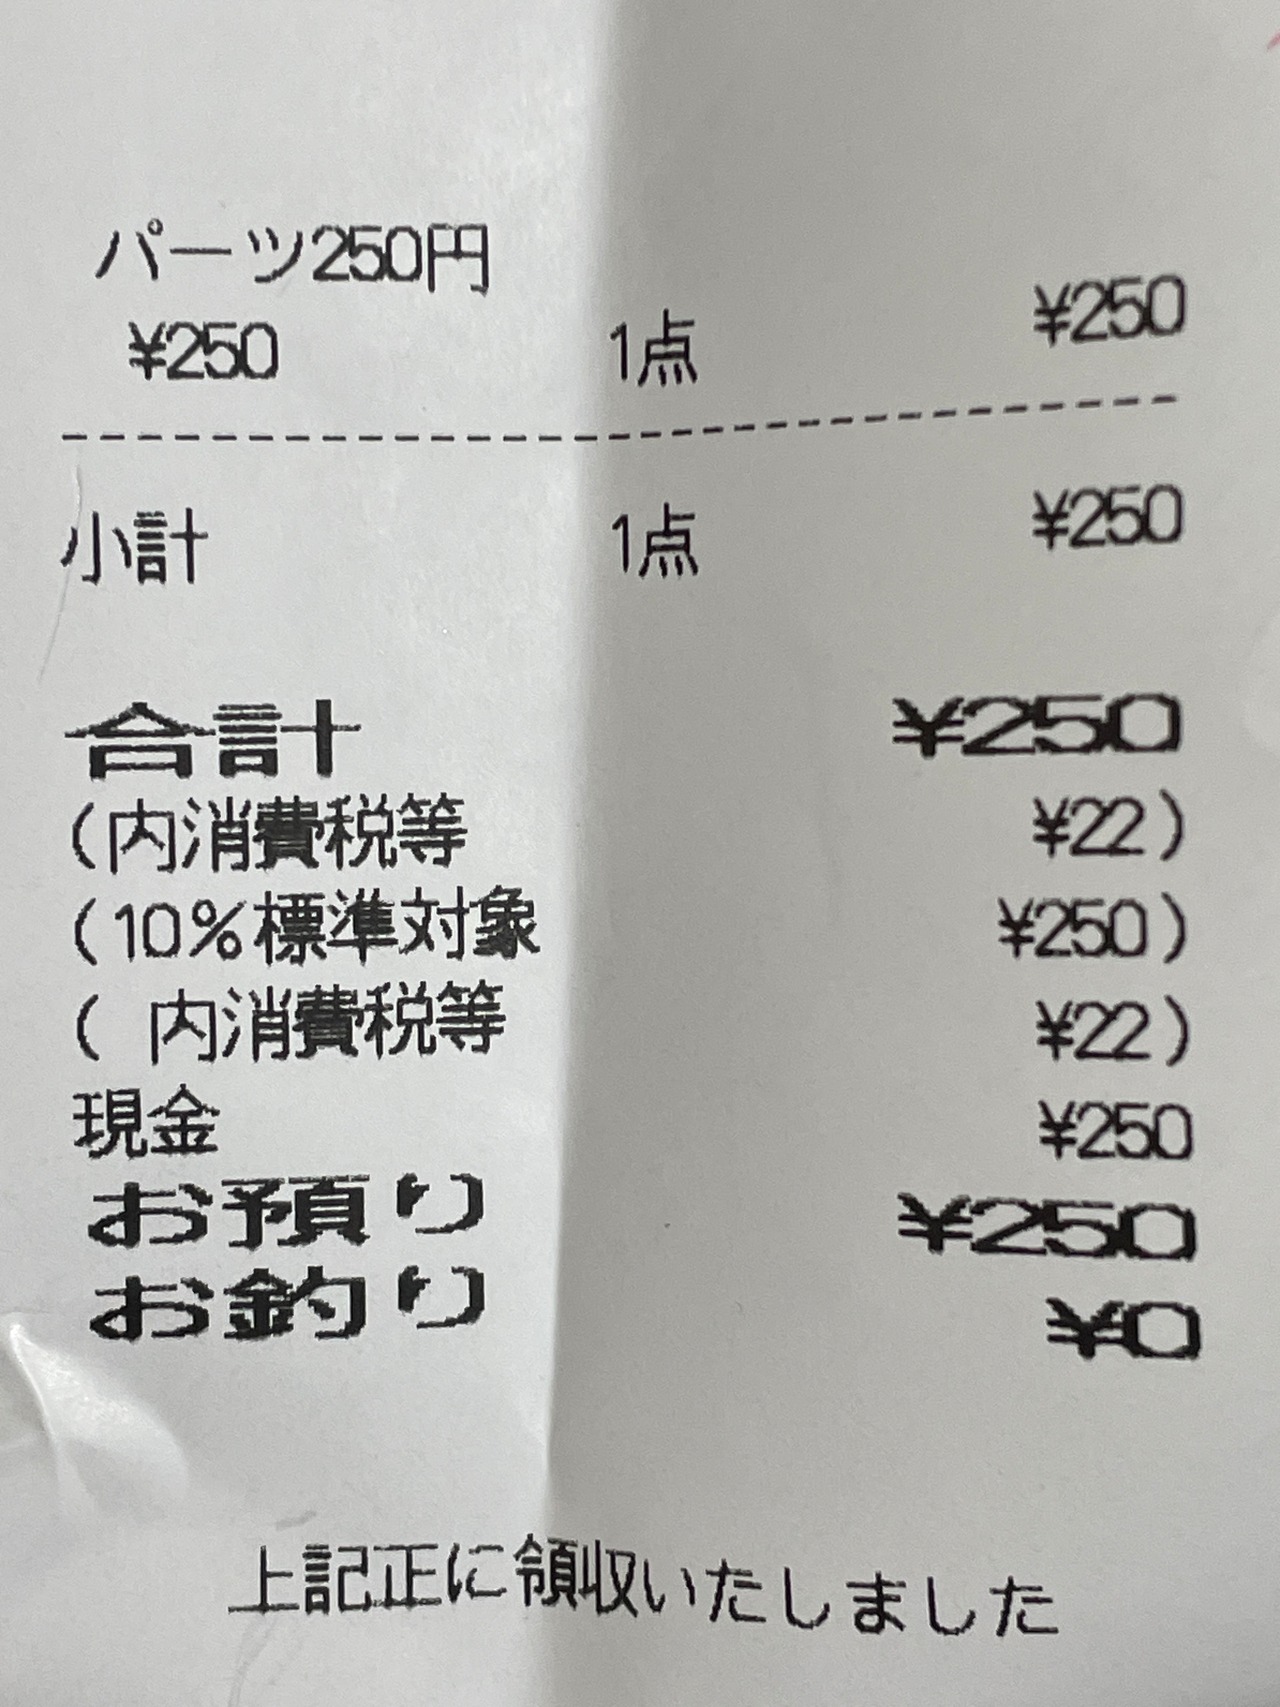 パーツ250円
¥250 1点 ¥250
小計 1点 ¥250
合計 ¥250
(内消費税等 ¥22)
(10%標準対象 ¥250)
( 内消費税等 ¥22)
現金 ¥250
お預り ¥250
お釣り ¥0
上記正に領収いたしました